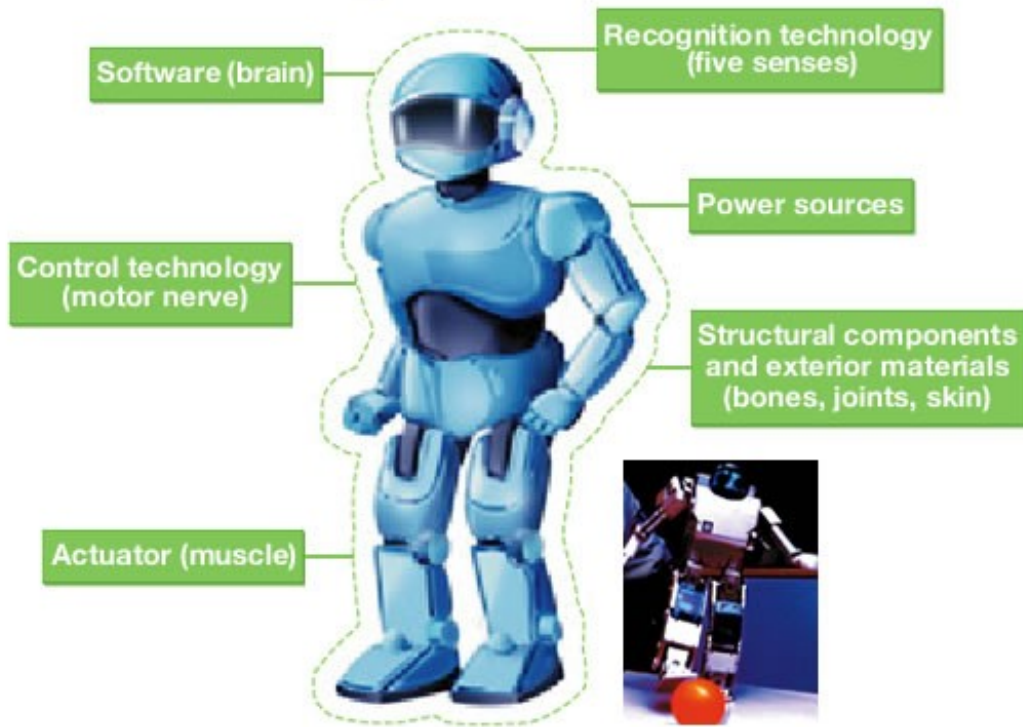 Recognition technology
(five senses)
Software (brain)
Power sources
Control technology
(motor nerve)
Structural components
and exterior materials
(bones, joints, skin)
Actuator (muscle)